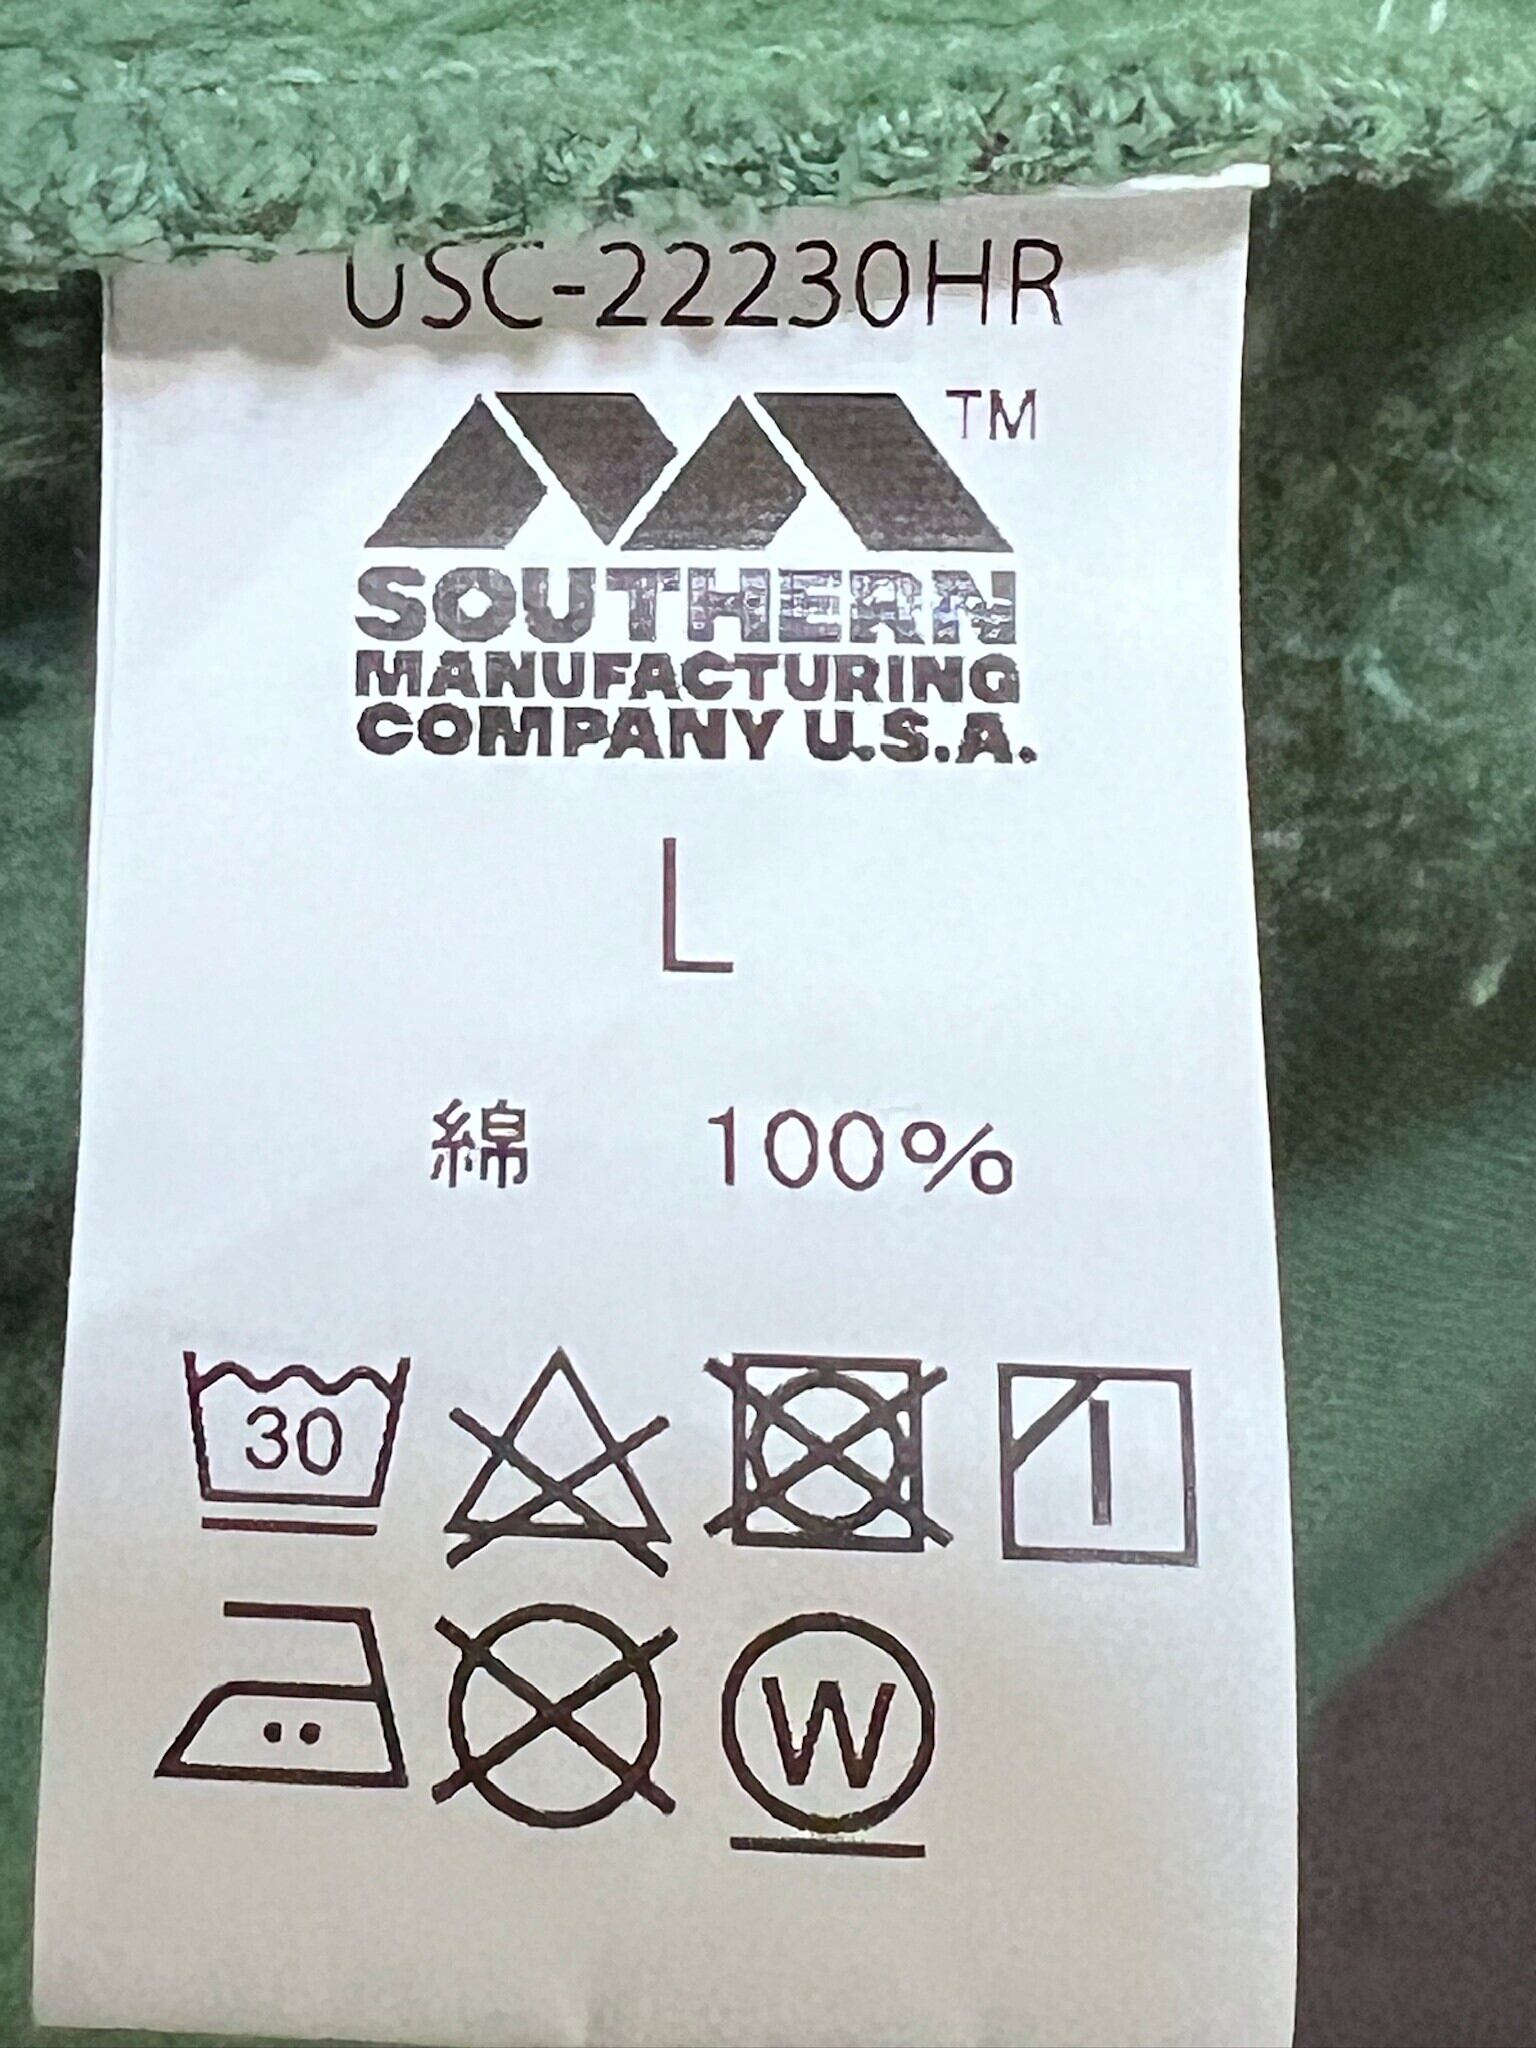 USC-22230HR
TM
SOUTHERN
MANUFACTURING
COMPANY U.S.A.
L
綿 100%
30
W